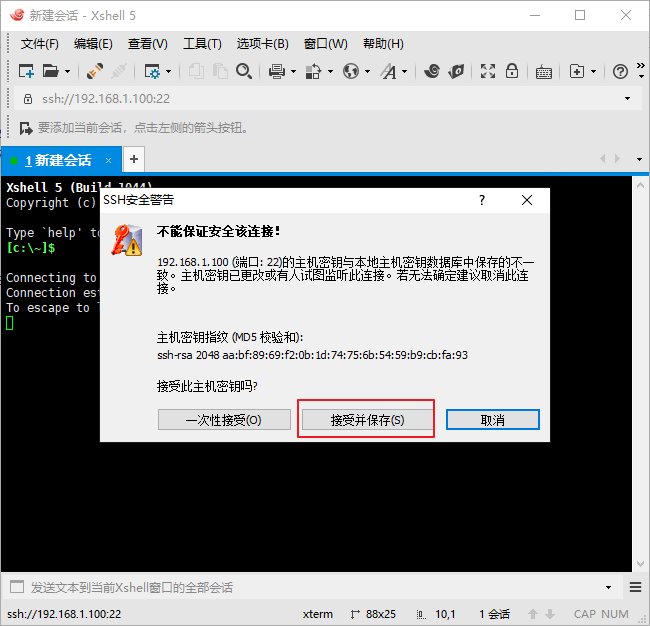 新建会话 - Xshell 5
文件(F) 编辑(E) 查看(V) 工具(T) 选项卡(B) 窗口(W) 帮助(H)
ssh://192.168.1.100:22
要添加当前会话，点击左侧的箭头按钮。
1 新建会话 × +
Xshell 5 (Build 1044)
Copyright (c)
Type `help' to
[c:\~]$
Connecting to
Connection est
To escape to l
SSH安全警告 ?
不能保证安全该连接！
192.168.1.100 (端口: 22)的主机密钥与本地主机密钥数据库中保存的不一
致。主机密钥已更改或有人试图监听此连接。若无法确定建议取消此连
接。
主机密钥指纹 (MD5 校验和):
ssh-rsa 2048 aa:bf:89:69:f2:0b:1d:74:75:6b:54:59:b9:cb:fa:93
接受此主机密钥吗?
一次性接受(O) 接受并保存(S) 取消
发送文本到当前Xshell窗口的全部会话
ssh://192.168.1.100:22 xterm 88x25 10,1 1 会话 CAP NUM